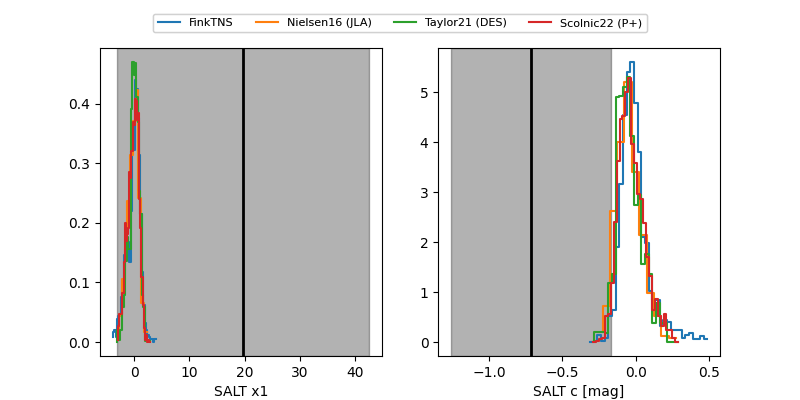 FinkTNS Nielsen16 (JLA) Taylor21 (DES) Scolnic22 (P+)
0.4
0.3
0.2
0.1
0.0
0 10 20 30 40
SALT x1
5
4
3
2
1
0
−1.0 −0.5 0.0 0.5
SALT c [mag]